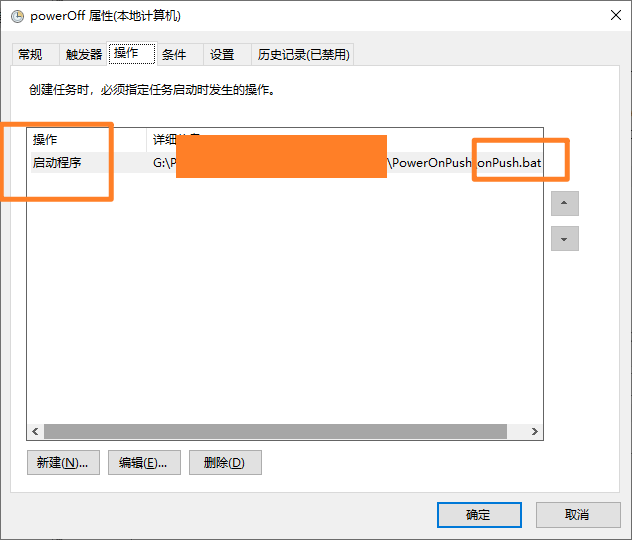 powerOff 属性(本地计算机)
常规 触发器 操作 条件 设置 历史记录(已禁用)
创建任务时，必须指定任务启动时发生的操作。
操作 详细信息
启动程序 G:\P \PowerOnPush\onPush.bat
新建(N)... 编辑(E)... 删除(D)
确定 取消